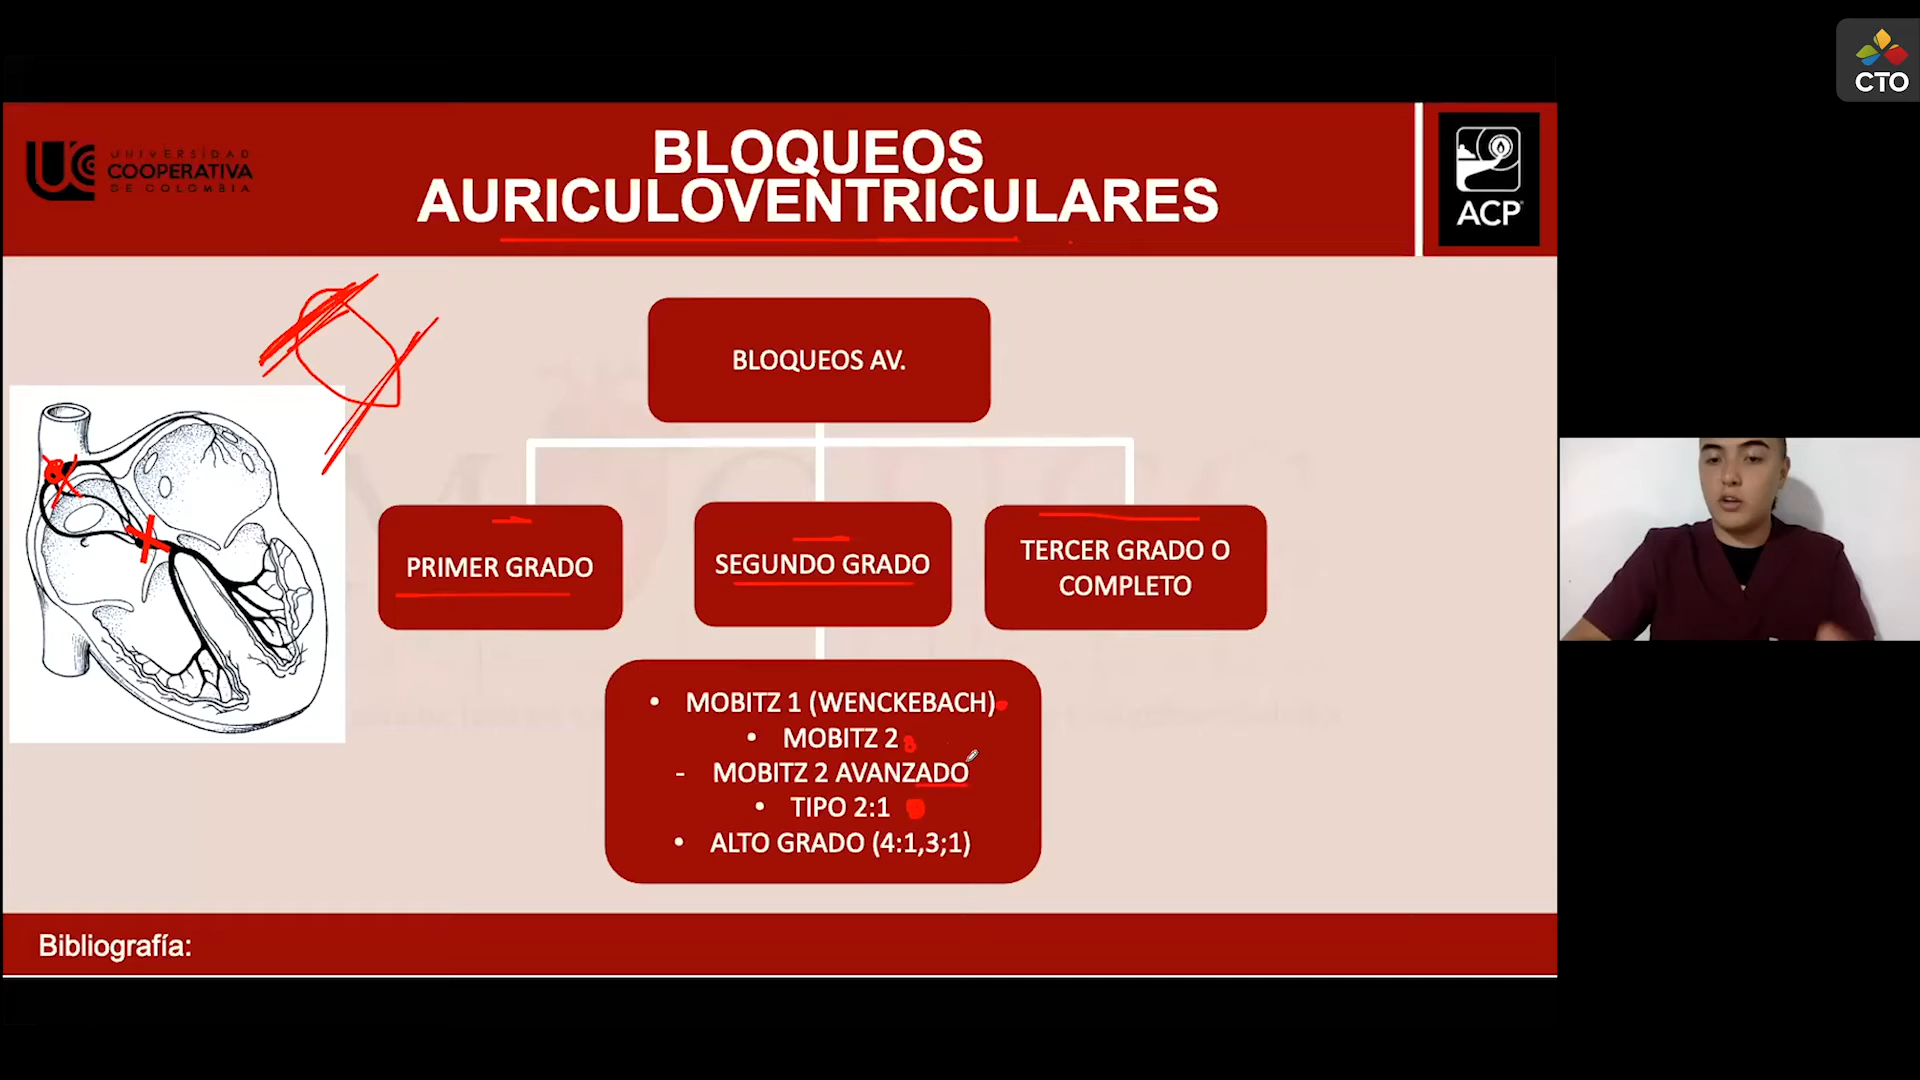 CTO
UNIVERSIDAD
COOPERATIVA
DE COLOMBIA
BLOQUEOS
AURICULOVENTRICULARES
ACP
BLOQUEOS AV.
PRIMER GRADO
SEGUNDO GRADO
TERCER GRADO O
COMPLETO
• MOBITZ 1 (WENCKEBACH)
• MOBITZ 2
- MOBITZ 2 AVANZADO
• TIPO 2:1
• ALTO GRADO (4:1,3;1)
Bibliografía: